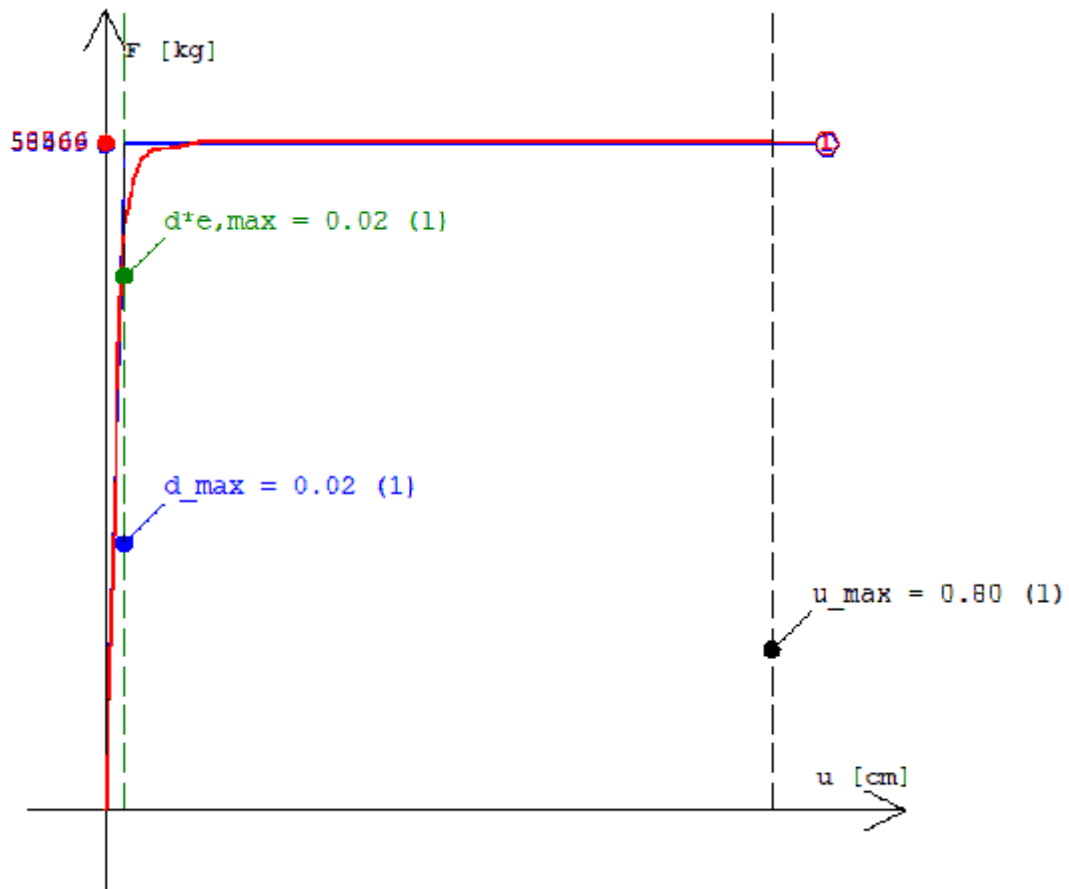 F [kg]
d*e,max = 0.02 (1)
d_max = 0.02 (1)
u_max = 0.80 (1)
u [cm]